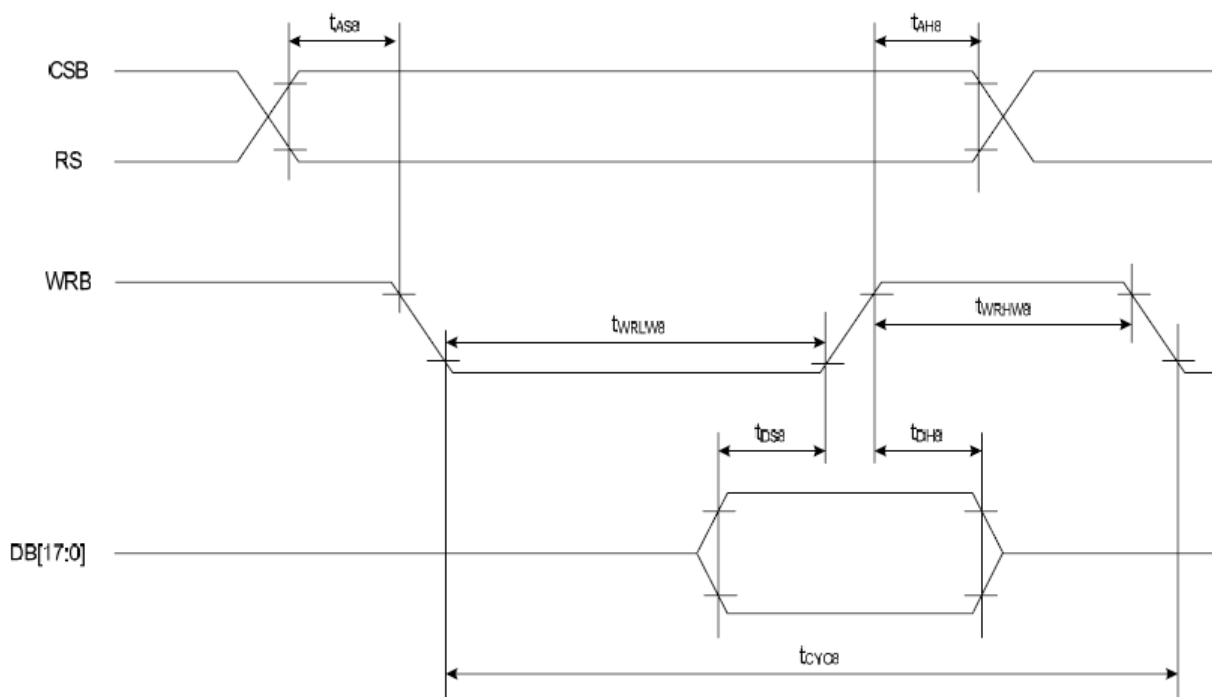 tAS8 tAH8
CSB
RS
WRB
tWRLW8 tWRHW8
tDS8 tDH8
DB[17:0]
tCYC8